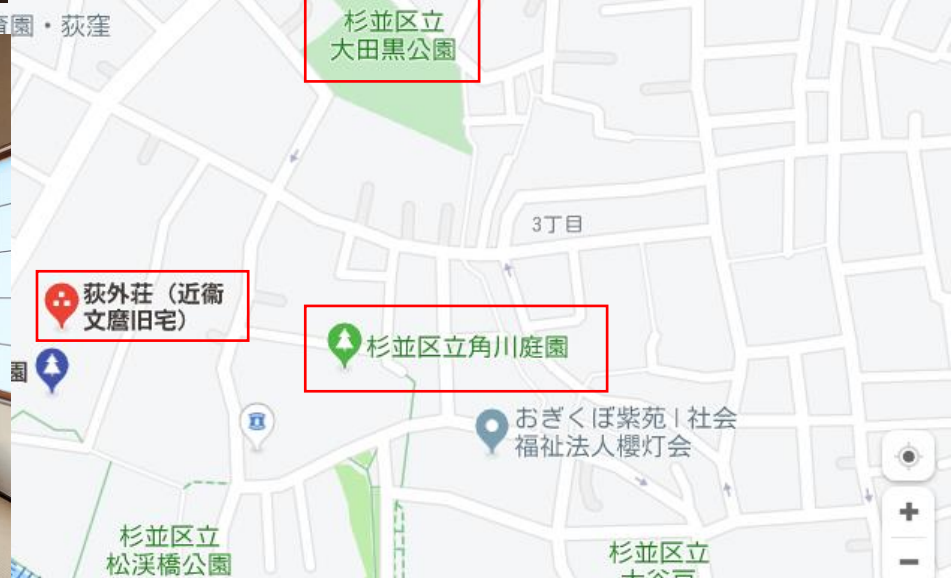 育園・荻窪
杉並区立
大田黒公園
3丁目
荻外荘（近衞
文麿旧宅）
杉並区立角川庭園
園
おぎくぼ紫苑 | 社会
福祉法人櫻灯会
杉並区立
松渓橋公園
杉並区立